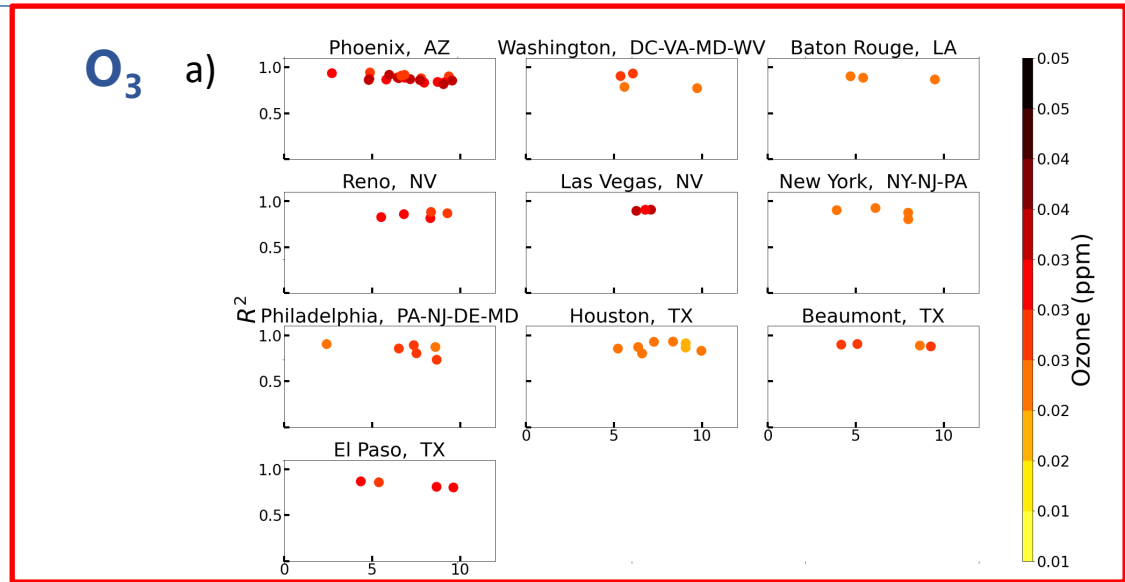 O3 a)
Phoenix, AZ
Washington, DC-VA-MD-WV
Baton Rouge, LA
1.0
0.5
0.05
0.05
0.04
0.04
0.03
0.03
0.03
0.02
0.02
0.01
0.01
Ozone (ppm)
Reno, NV
Las Vegas, NV
New York, NY-NJ-PA
1.0
0.5
R2
Philadelphia, PA-NJ-DE-MD
Houston, TX
Beaumont, TX
1.0
0.5
0 5 10
0 5 10
El Paso, TX
1.0
0.5
0 5 10